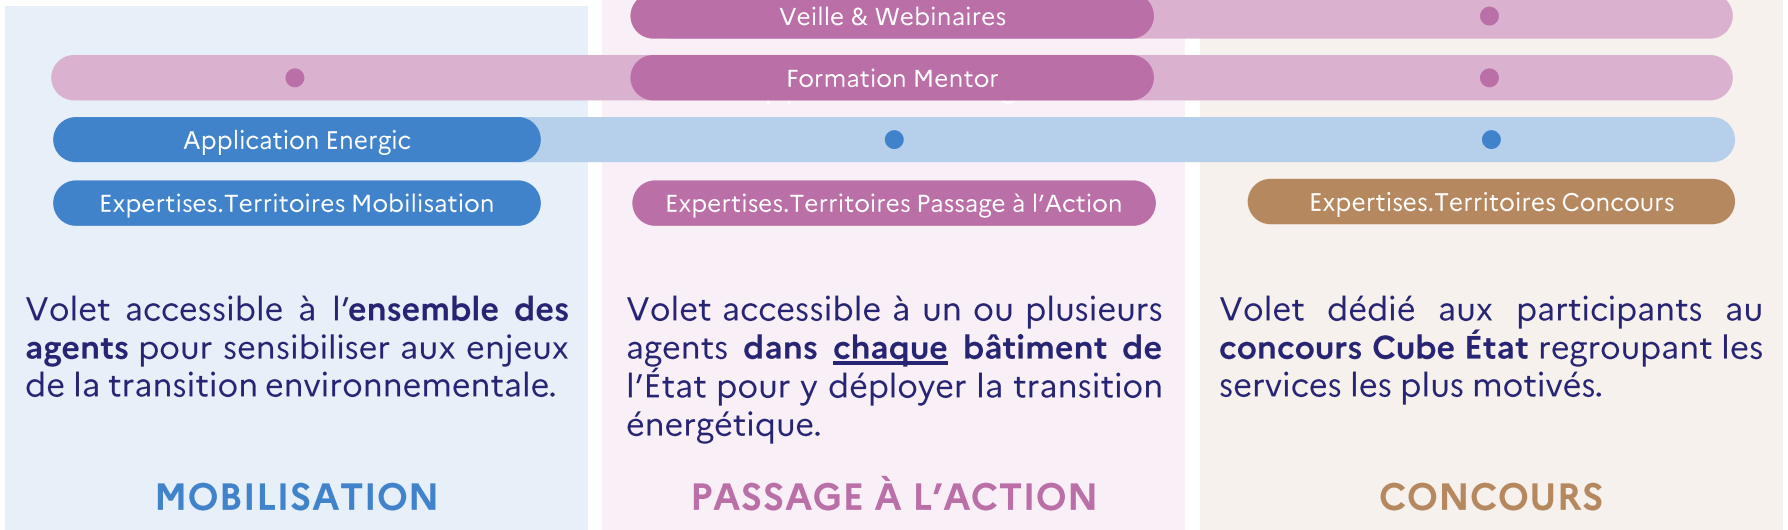 Veille & Webinaires
Formation Mentor
Application Energic
Expertises.Territoires Mobilisation
Expertises.Territoires Passage à l’Action
Expertises.Territoires Concours
Volet accessible à l’ensemble des
agents pour sensibiliser aux enjeux
de la transition environnementale.
Volet accessible à un ou plusieurs
agents dans chaque bâtiment de
l’État pour y déployer la transition
énergétique.
Volet dédié aux participants au
concours Cube État regroupant les
services les plus motivés.
MOBILISATION
PASSAGE À L’ACTION
CONCOURS